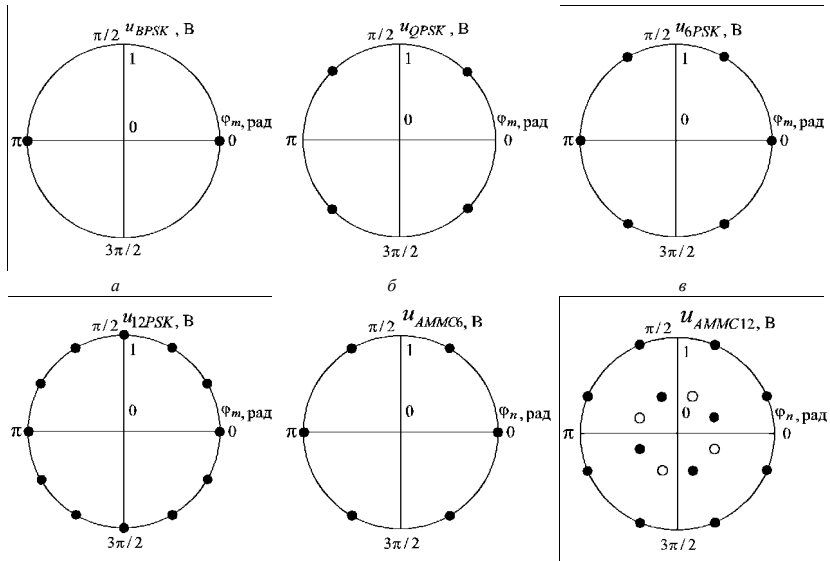 π/2 u_BPSK , В
1
0
φ_m, рад
π
0
3π/2
π/2 u_QPSK , В
1
0
φ_m, рад
π
0
3π/2
π/2 u_6PSK , В
1
0
φ_m, рад
π
0
3π/2
а
б
в
π/2 u_12PSK , В
1
0
φ_m, рад
π
0
3π/2
π/2 u_AMMC6, В
1
0
φ_n, рад
π
0
3π/2
π/2 u_AMMC12, В
1
0
φ_n, рад
π
0
3π/2